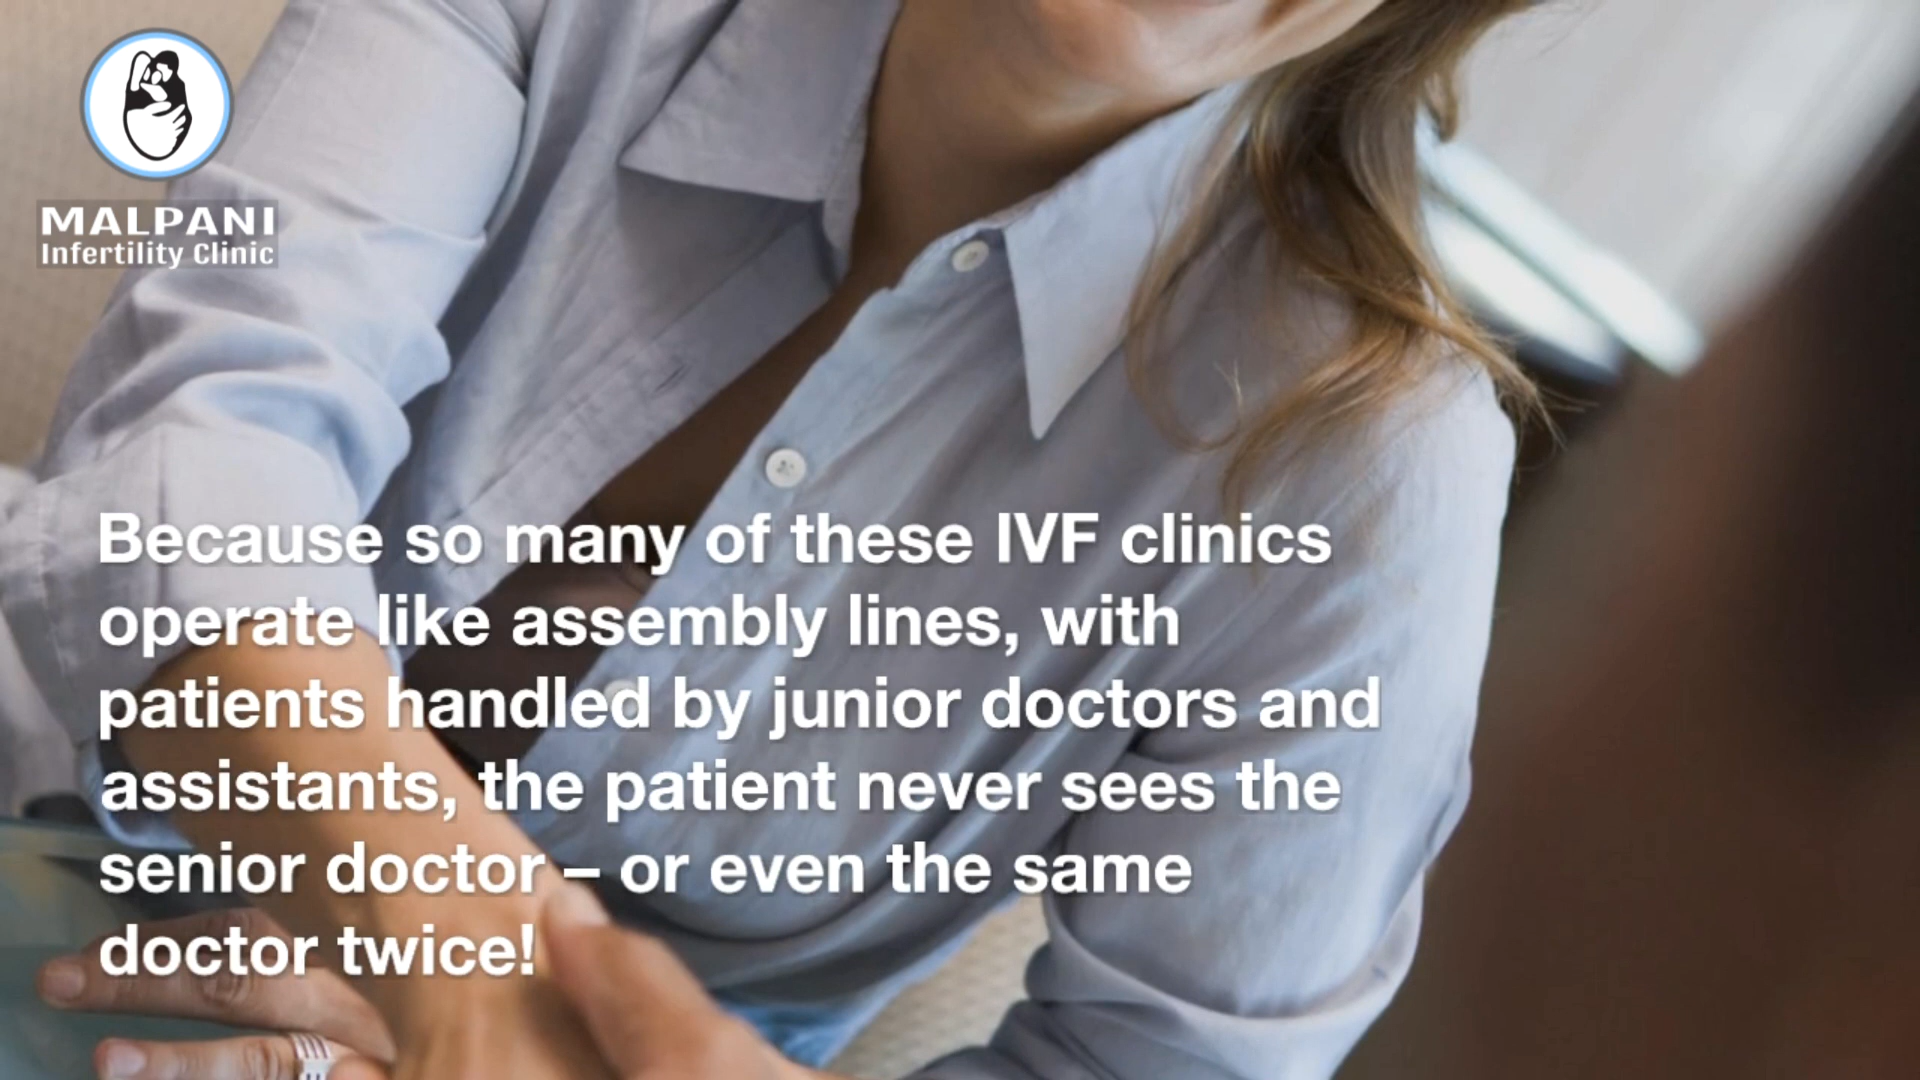 MALPANI
Infertility Clinic
Because so many of these IVF clinics
operate like assembly lines, with
patients handled by junior doctors and
assistants, the patient never sees the
senior doctor – or even the same
doctor twice!